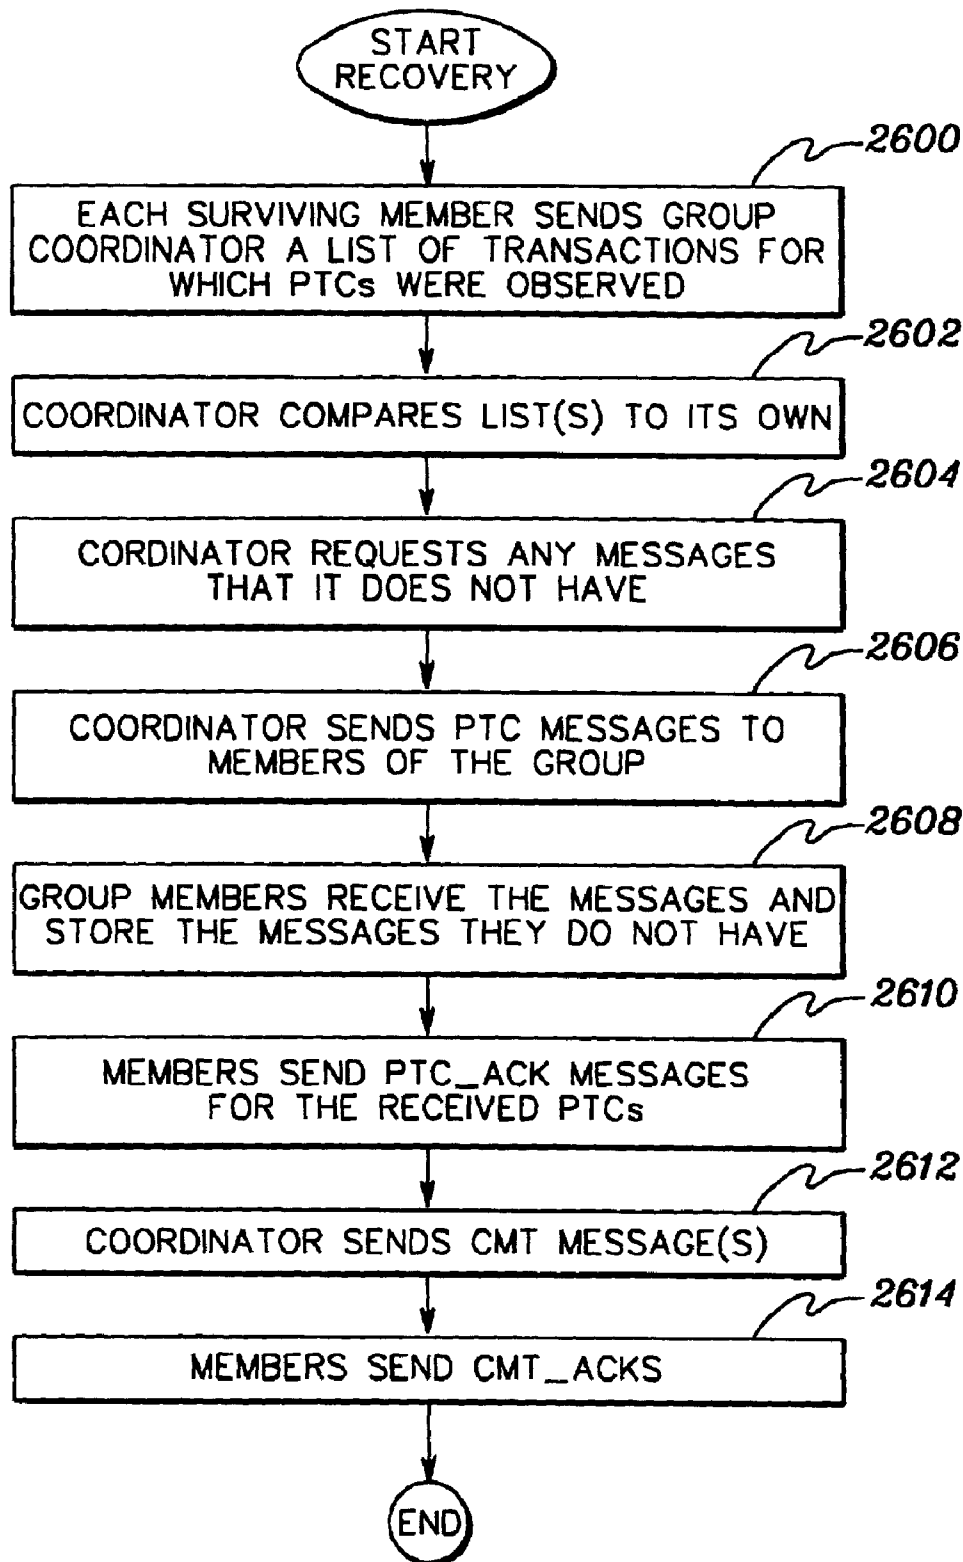 START
RECOVERY
2600
EACH SURVIVING MEMBER SENDS GROUP
COORDINATOR A LIST OF TRANSACTIONS FOR
WHICH PTCs WERE OBSERVED
2602
COORDINATOR COMPARES LIST(S) TO ITS OWN
2604
CORDINATOR REQUESTS ANY MESSAGES
THAT IT DOES NOT HAVE
2606
COORDINATOR SENDS PTC MESSAGES TO
MEMBERS OF THE GROUP
2608
GROUP MEMBERS RECEIVE THE MESSAGES AND
STORE THE MESSAGES THEY DO NOT HAVE
2610
MEMBERS SEND PTC_ACK MESSAGES
FOR THE RECEIVED PTCs
2612
COORDINATOR SENDS CMT MESSAGE(S)
2614
MEMBERS SEND CMT_ACKS
END